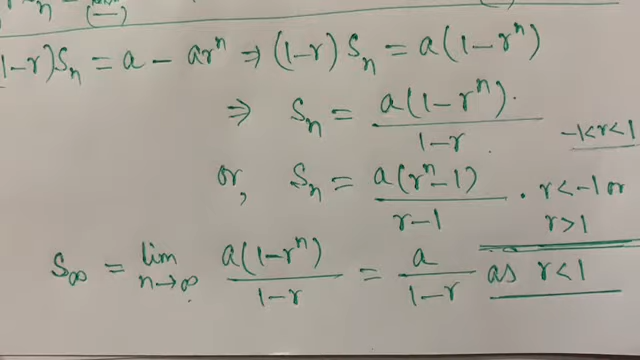 1-r)Sₙ = a - arⁿ ⇒ (1-r) Sₙ = a(1-rⁿ)
⇒ Sₙ = a(1-rⁿ) / 1-r . -1<r<1
or, Sₙ = a(rⁿ-1) / r-1 . r<-1 or r>1
S∞ = lim n→∞ a(1-rⁿ) / 1-r = a / 1-r as r<1